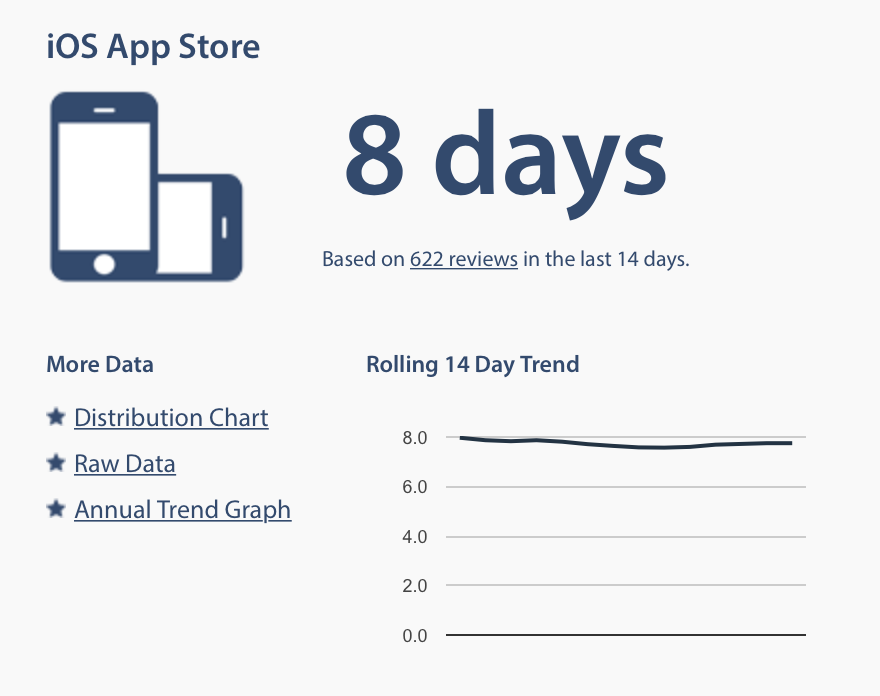 iOS App Store
8 days
Based on 622 reviews in the last 14 days.
More Data
Distribution Chart
Raw Data
Annual Trend Graph
Rolling 14 Day Trend
8.0
6.0
4.0
2.0
0.0